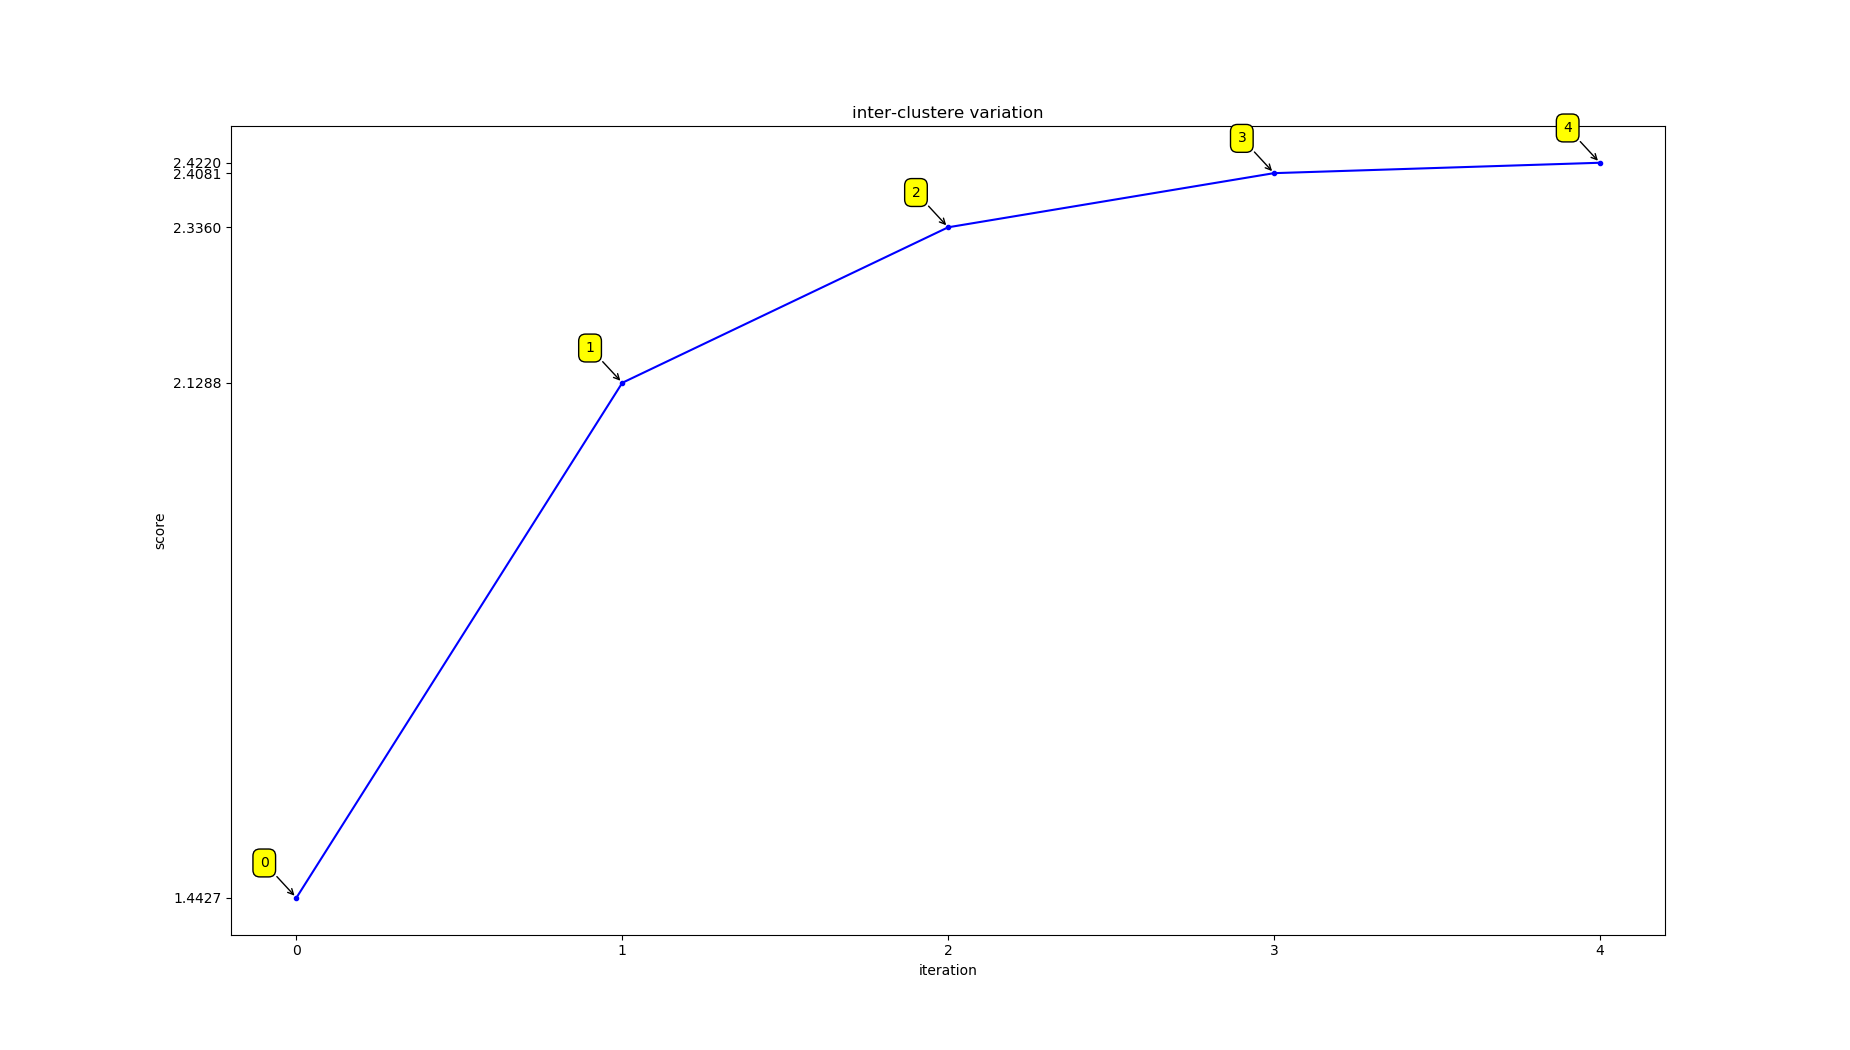 inter-clustere variation
4
3
2.4220
2.4081
2
2.3360
1
2.1288
score
0
1.4427
0 1 2 3 4
iteration